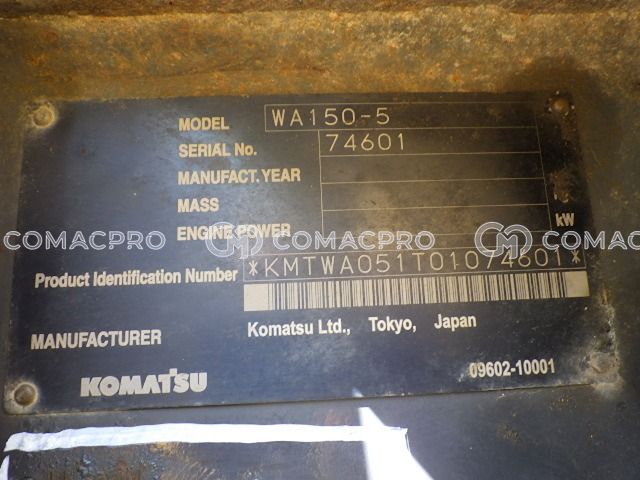 MODEL WA150-5
SERIAL No. 74601
MANUFACT. YEAR
MASS
ENGINE POWER kW
COMACPRO COMACPRO COMACPRO
Product Identification Number *KMTWA051T01074601*
MANUFACTURER Komatsu Ltd., Tokyo, Japan
KOMATSU 09602-10001